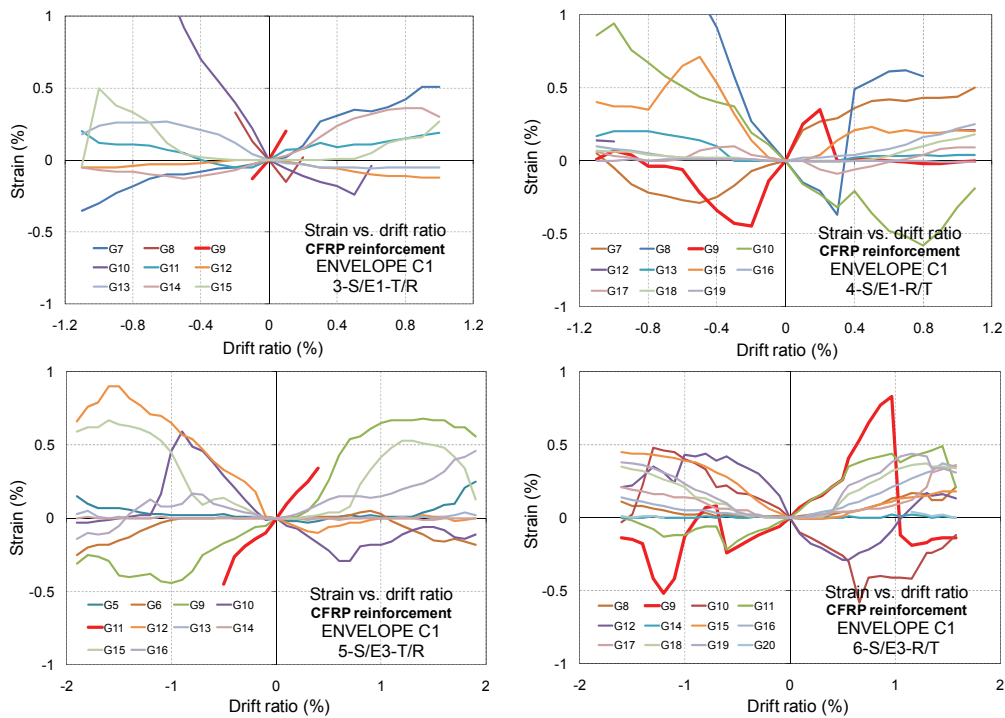 1
0.5
0
-0.5
-1
Strain (%)
-1.2 -0.8 -0.4 0 0.4 0.8 1.2
Drift ratio (%)
G7 G8 G9
G10 G11 G12
G13 G14 G15
Strain vs. drift ratio
CFRP reinforcement
ENVELOPE C1
3-S/E1-T/R
1
0.5
0
-0.5
-1
Strain (%)
-1.2 -0.8 -0.4 0 0.4 0.8 1.2
Drift ratio (%)
G7 G8 G9 G10
G12 G13 G15 G16
G17 G18 G19
Strain vs. drift ratio
CFRP reinforcement
ENVELOPE C1
4-S/E1-R/T
1
0.5
0
-0.5
-1
Strain (%)
-2 -1 0 1 2
Drift ratio (%)
G5 G6 G9 G10
G11 G12 G13 G14
G15 G16
Strain vs. drift ratio
CFRP reinforcement
ENVELOPE C1
5-S/E3-T/R
1
0.5
0
-0.5
-1
Strain (%)
-2 -1 0 1 2
Drift ratio (%)
G8 G9 G10 G11
G12 G14 G15 G16
G17 G18 G19 G20
Strain vs. drift ratio
CFRP reinforcement
ENVELOPE C1
6-S/E3-R/T